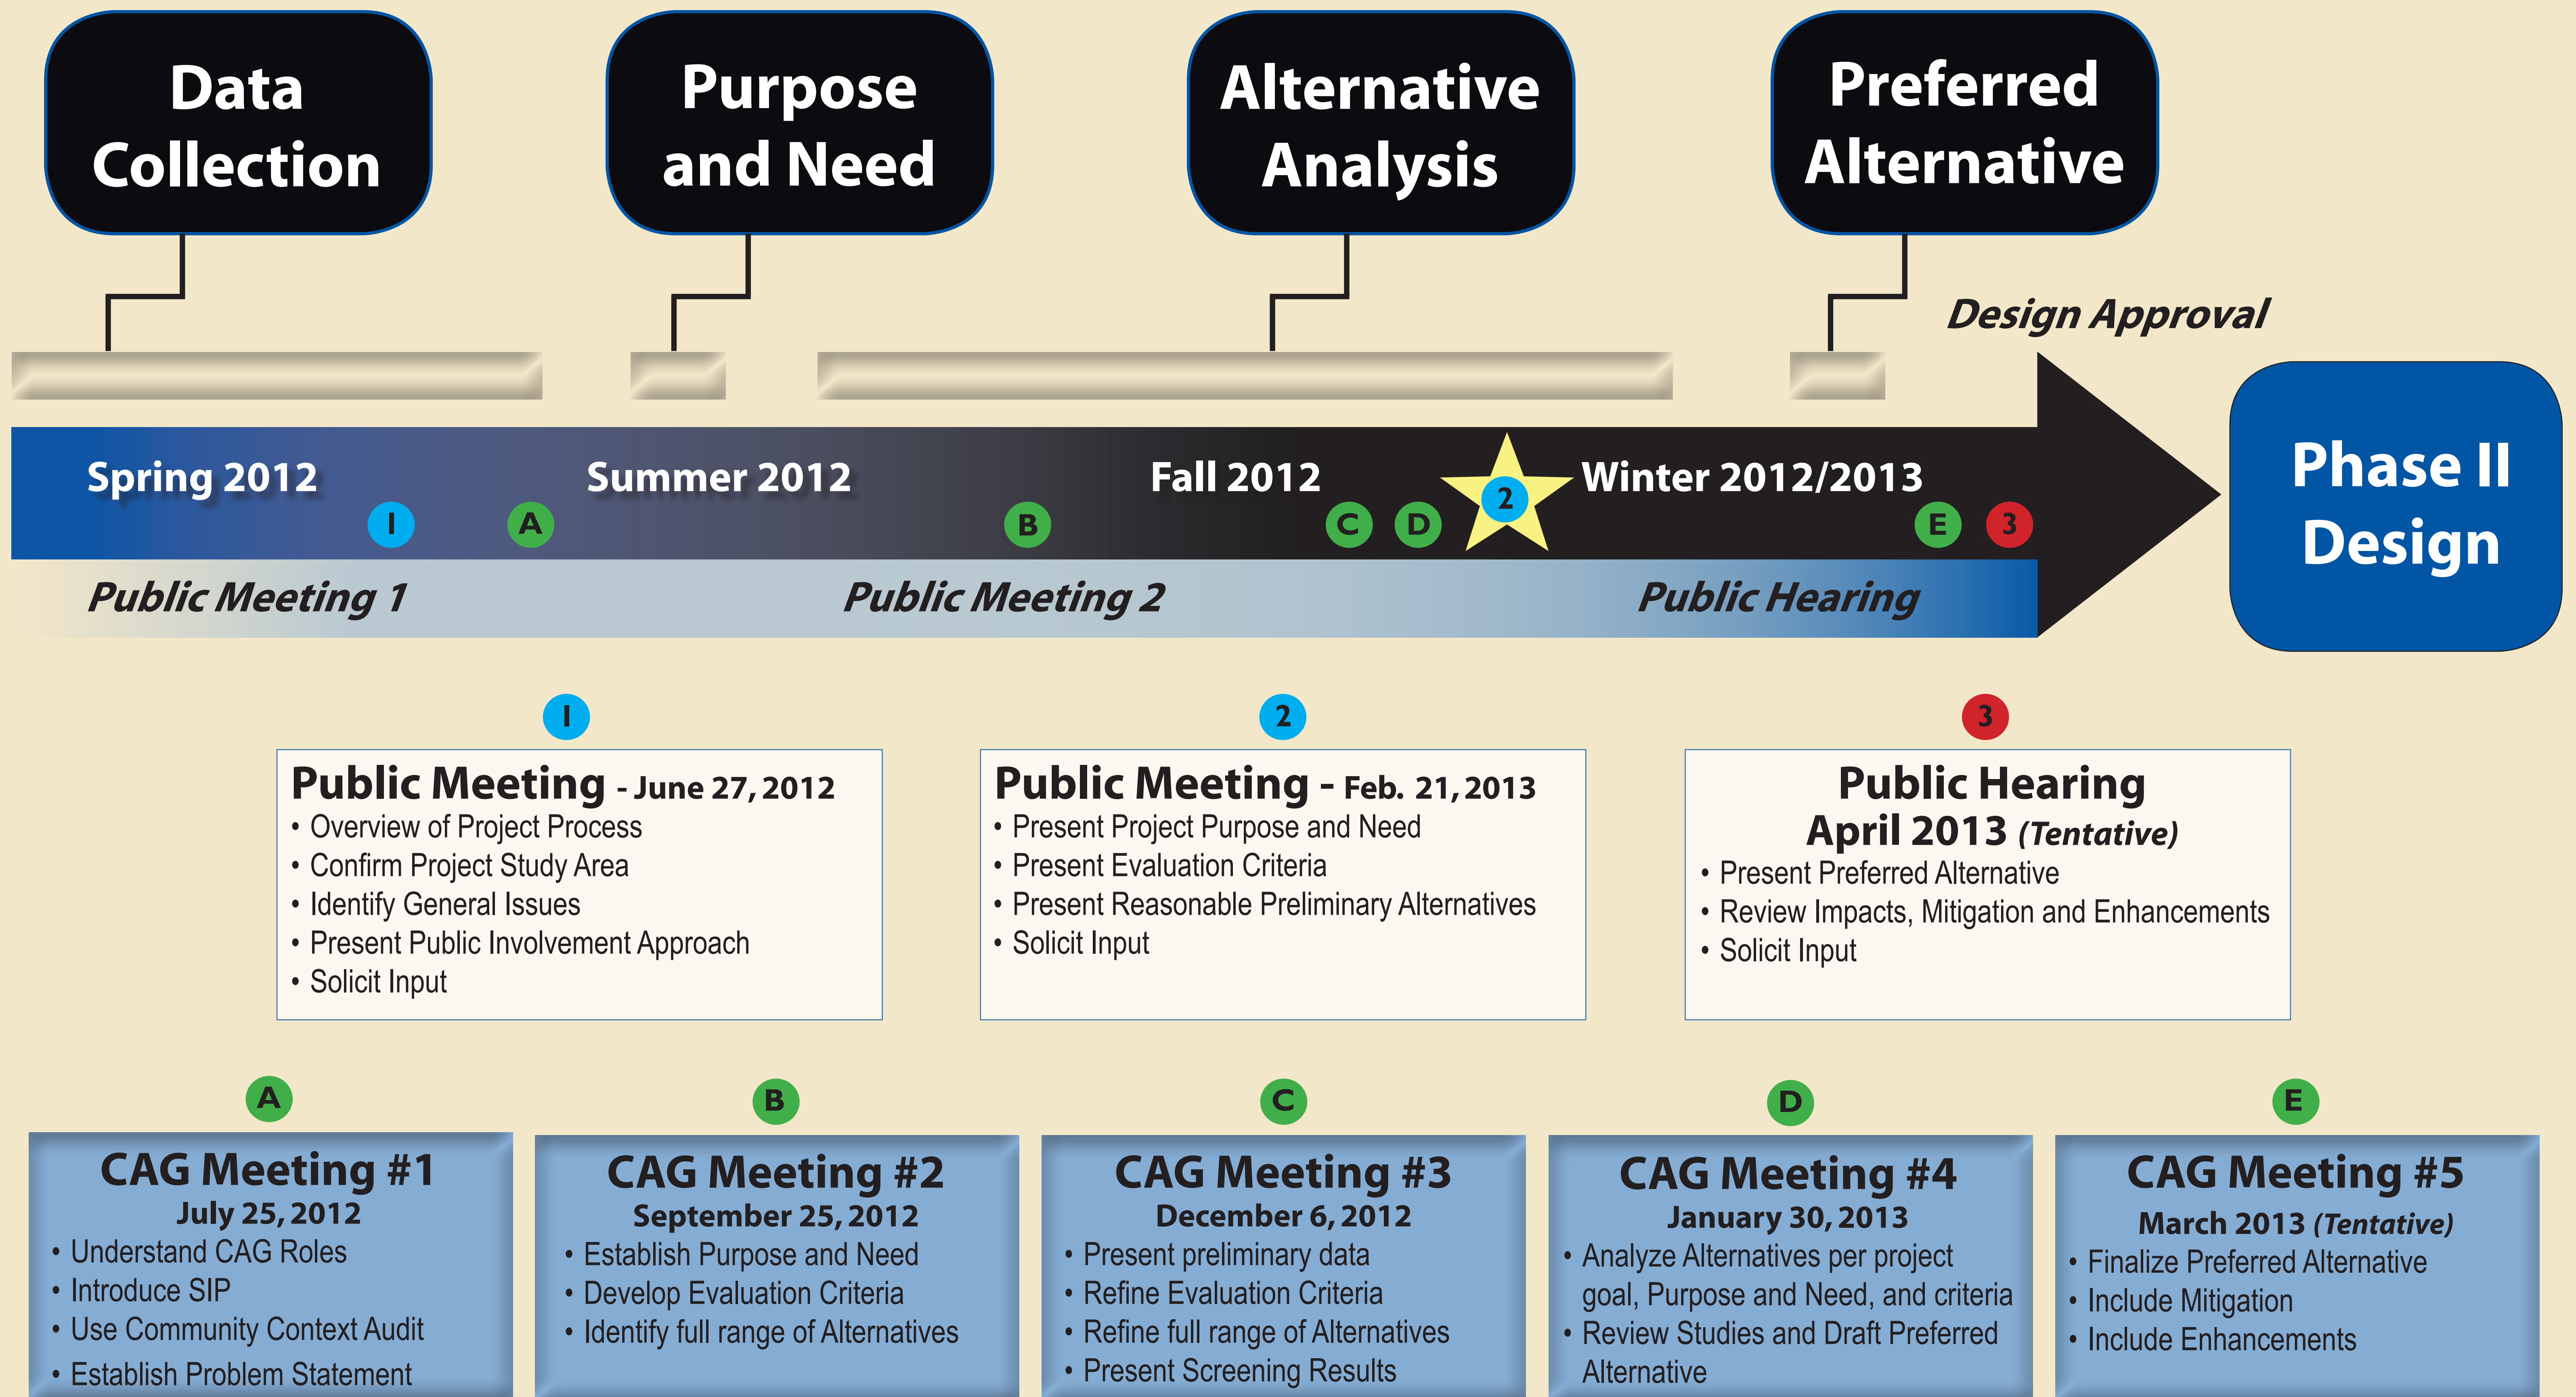 Data
Collection
Purpose
and Need
Alternative
Analysis
Preferred
Alternative
Design Approval
Spring 2012
Summer 2012
Fall 2012
Winter 2012/2013
1
A
B
C
D
2
E
3
Public Meeting 1
Public Meeting 2
Public Hearing
Phase II
Design
1
Public Meeting - June 27, 2012
• Overview of Project Process
• Confirm Project Study Area
• Identify General Issues
• Present Public Involvement Approach
• Solicit Input
2
Public Meeting - Feb. 21, 2013
• Present Project Purpose and Need
• Present Evaluation Criteria
• Present Reasonable Preliminary Alternatives
• Solicit Input
3
Public Hearing
April 2013 (Tentative)
• Present Preferred Alternative
• Review Impacts, Mitigation and Enhancements
• Solicit Input
A
CAG Meeting #1
July 25, 2012
• Understand CAG Roles
• Introduce SIP
• Use Community Context Audit
• Establish Problem Statement
B
CAG Meeting #2
September 25, 2012
• Establish Purpose and Need
• Develop Evaluation Criteria
• Identify full range of Alternatives
C
CAG Meeting #3
December 6, 2012
• Present preliminary data
• Refine Evaluation Criteria
• Refine full range of Alternatives
• Present Screening Results
D
CAG Meeting #4
January 30, 2013
• Analyze Alternatives per project
goal, Purpose and Need, and criteria
• Review Studies and Draft Preferred
Alternative
E
CAG Meeting #5
March 2013 (Tentative)
• Finalize Preferred Alternative
• Include Mitigation
• Include Enhancements